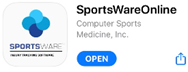 SportsWareOnline
Computer Sports
Medicine, Inc.
SPORTSWARE
OPEN